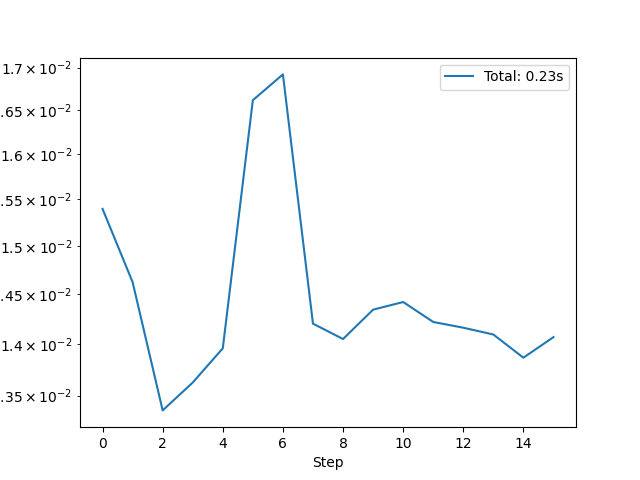 1.7 × 10⁻²
.65 × 10⁻²
1.6 × 10⁻²
.55 × 10⁻²
1.5 × 10⁻²
.45 × 10⁻²
1.4 × 10⁻²
.35 × 10⁻²
Total: 0.23s
0 2 4 6 8 10 12 14
Step